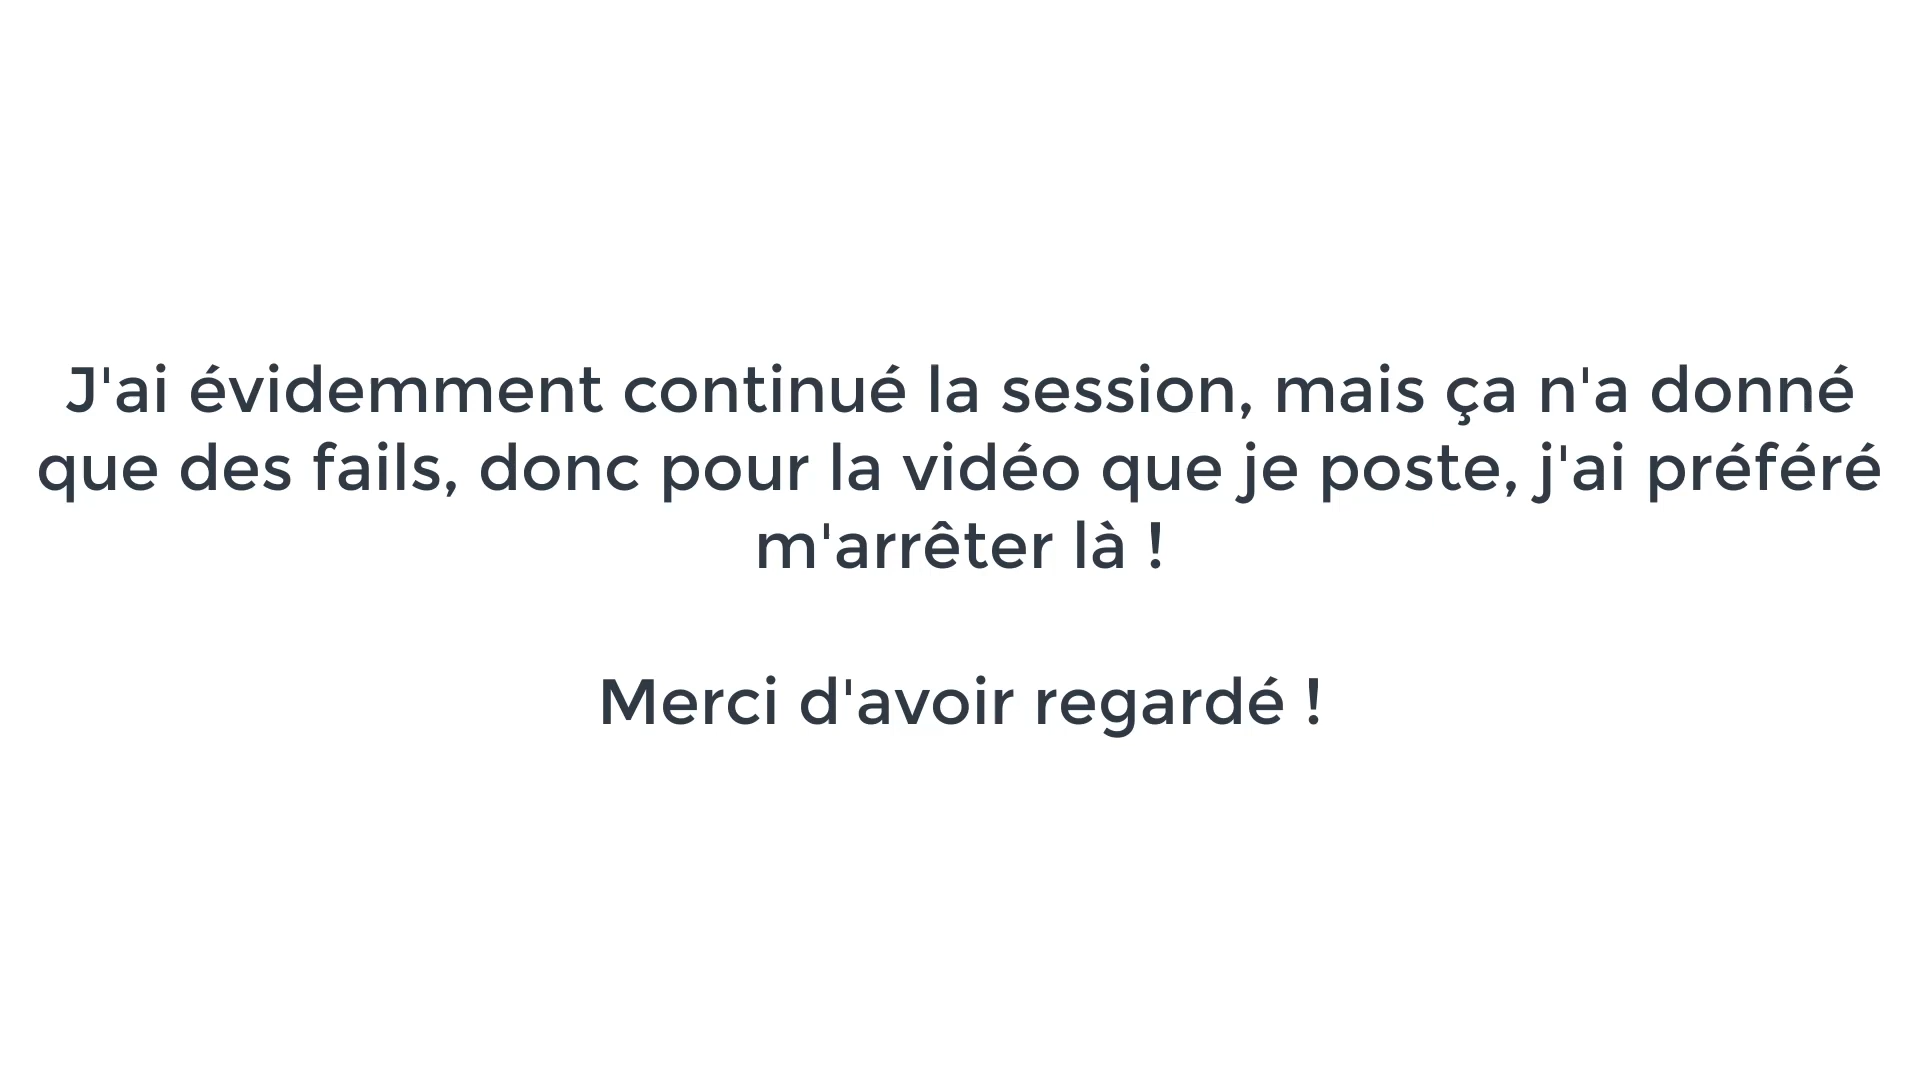 J'ai évidemment continué la session, mais ça n'a donné
que des fails, donc pour la vidéo que je poste, j'ai préféré
m'arrêter là !
Merci d'avoir regardé !